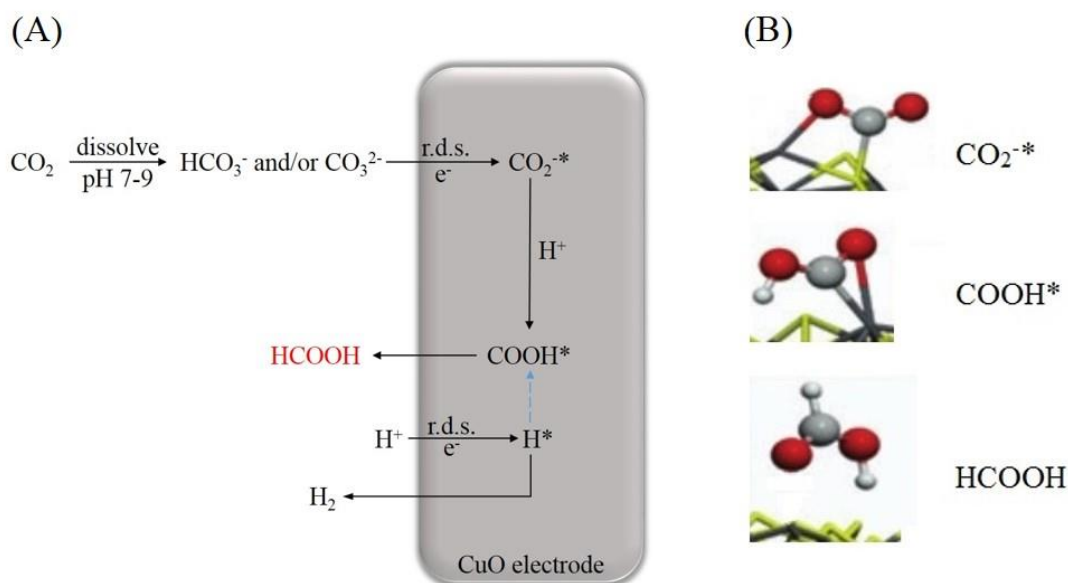 (A)
(B)
dissolve
CO₂
pH 7-9
HCO₃⁻ and/or CO₃²⁻
r.d.s.
e⁻
CO₂⁻*
H⁺
HCOOH
COOH*
H⁺
r.d.s.
e⁻
H*
H₂
CuO electrode
CO₂⁻*
COOH*
HCOOH